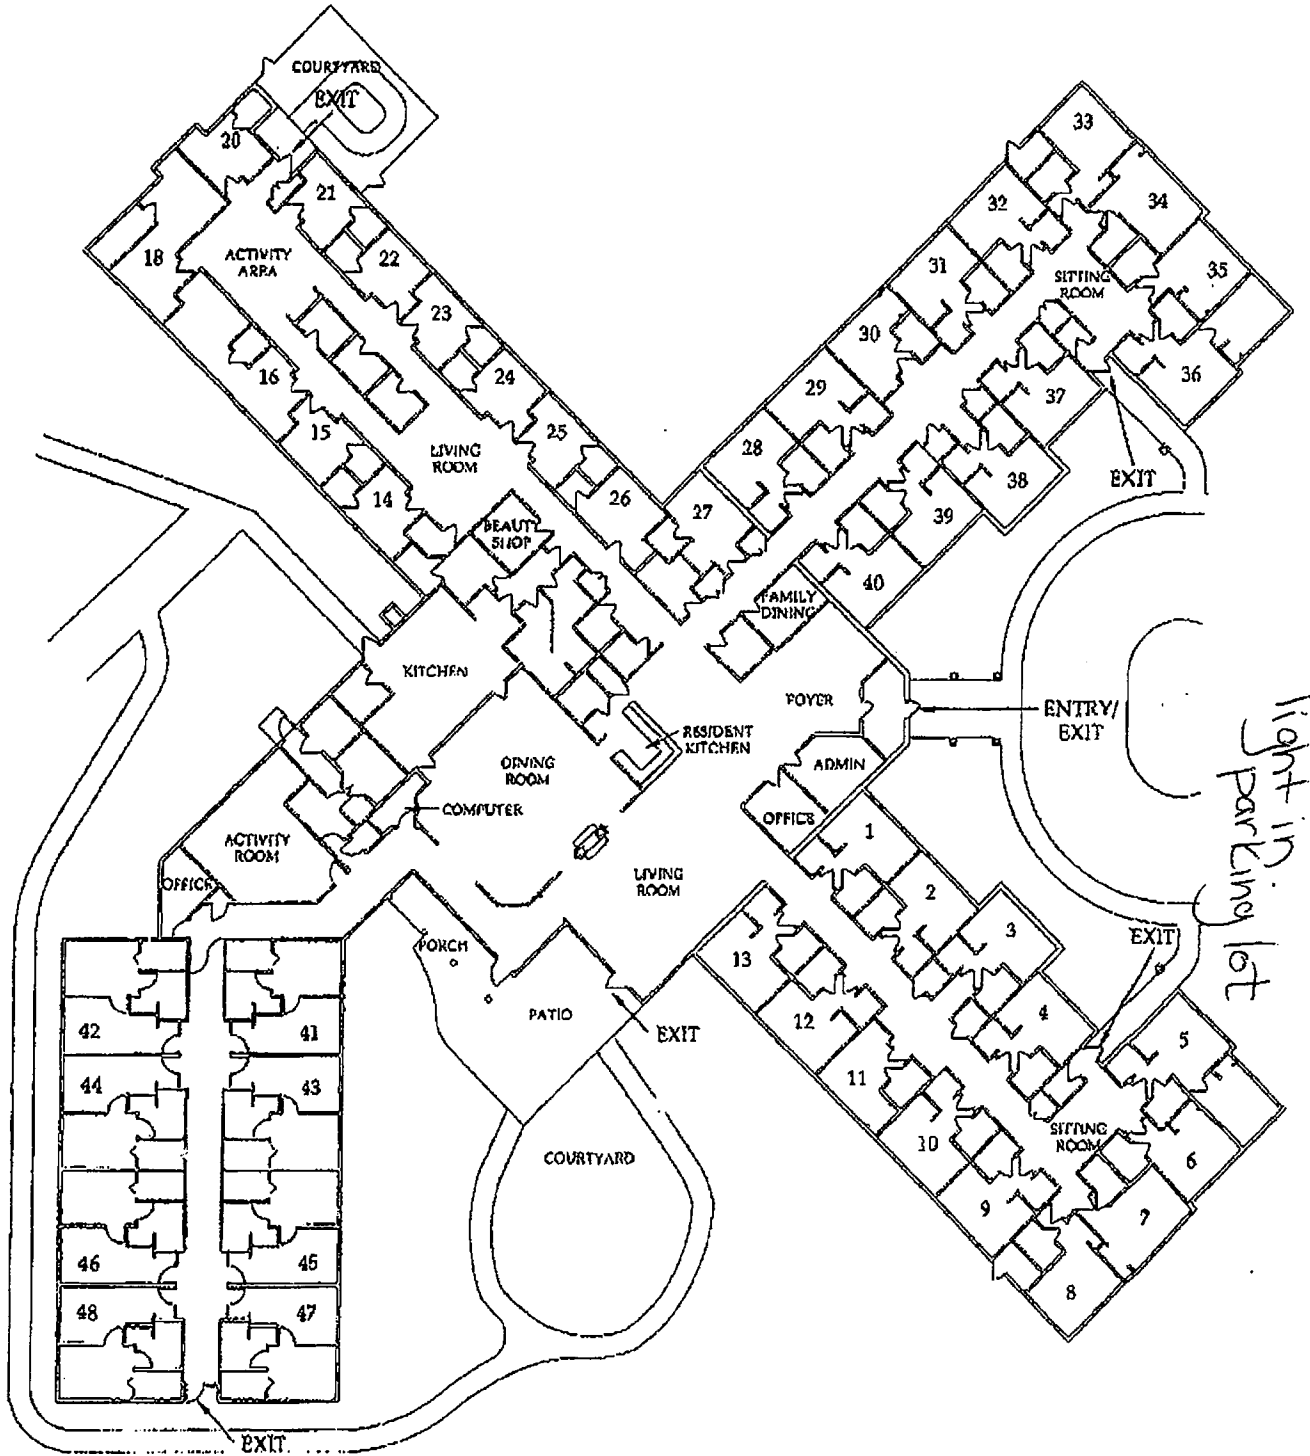 COURTYARD
EXIT
20
21
18
ACTIVITY
AREA
22
23
16
24
15
25
LIVING
ROOM
14
26
BEAUTY
SHOP
27
28
29
30
31
32
33
34
35
SITTING
ROOM
36
37
EXIT
38
39
40
FAMILY
DINING
KITCHEN
FOYER
ENTRY/
EXIT
RESIDENT
KITCHEN
DINING
ROOM
ADMIN
OFFICE
COMPUTER
ACTIVITY
ROOM
OFFICE
LIVING
ROOM
light in
parking lot
1
2
3
EXIT
4
5
13
12
11
10
9
SITTING
ROOM
6
7
8
PORCH
PATIO
EXIT
COURTYARD
42
41
44
43
46
45
48
47
EXIT